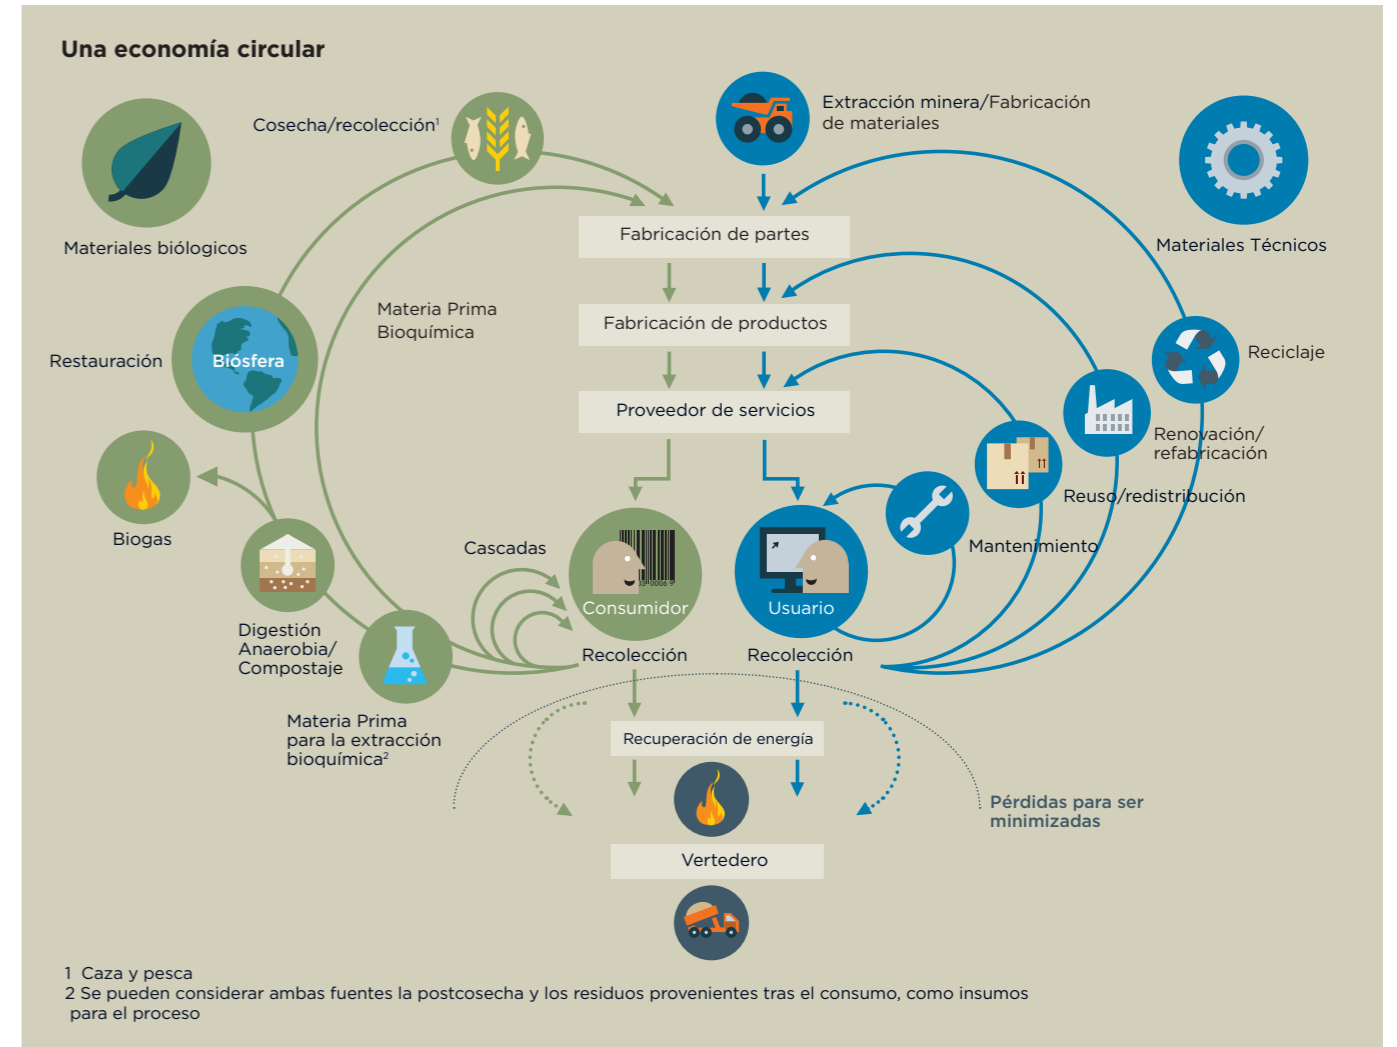 Una economía circular
Cosecha/recolección¹
Extracción minera/Fabricación
de materiales
Materiales biólogicos
Materiales Técnicos
Fabricación de partes
Materia Prima
Bioquímica
Fabricación de productos
Restauración
Biósfera
Reciclaje
Proveedor de servicios
Renovación/
refabricación
Reuso/redistribución
Biogas
Cascadas
Mantenimiento
Consumidor
Usuario
Digestión
Anaerobia/
Compostaje
Recolección
Recolección
Materia Prima
para la extracción
bioquímica²
Recuperación de energía
Pérdidas para ser
minimizadas
Vertedero
1 Caza y pesca
2 Se pueden considerar ambas fuentes la postcosecha y los residuos provenientes tras el consumo, como insumos
para el proceso